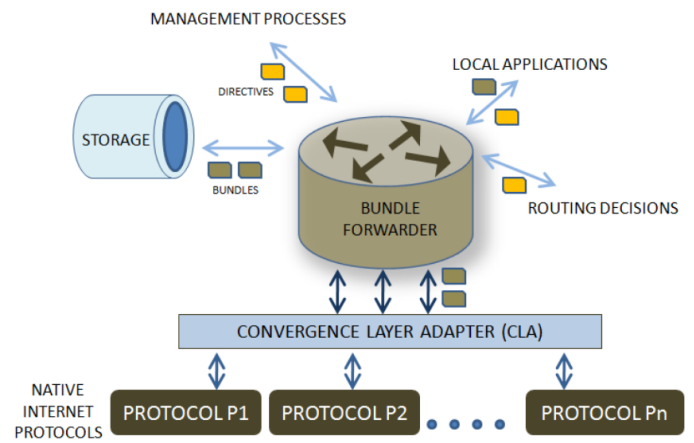 MANAGEMENT PROCESSES
DIRECTIVES
LOCAL APPLICATIONS
STORAGE
BUNDLES
BUNDLE
FORWARDER
ROUTING DECISIONS
CONVERGENCE LAYER ADAPTER (CLA)
NATIVE
INTERNET
PROTOCOLS
PROTOCOL P1
PROTOCOL P2
PROTOCOL Pn